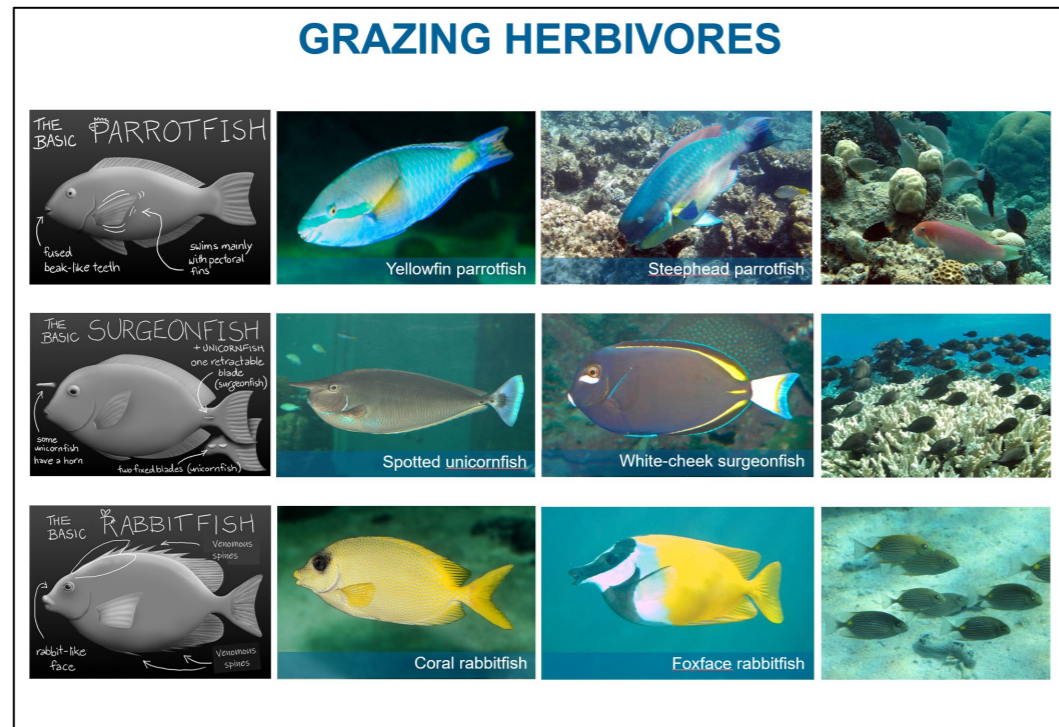 GRAZING HERBIVORES
THE
BASIC
PARROTFISH
fused
beak-like teeth
swims mainly
with pectoral
fins
Yellowfin parrotfish
Steephead parrotfish
THE
BASIC
SURGEONFISH
+ UNICORNFISH
one retractable
blade
(surgeonfish)
some
unicornfish
have a horn
two fixed blades (unicornfish)
Spotted unicornfish
White-cheek surgeonfish
THE
BASIC
RABBITFISH
Venomous
spines
rabbit-like
face
Venomous
spines
Coral rabbitfish
Foxface rabbitfish